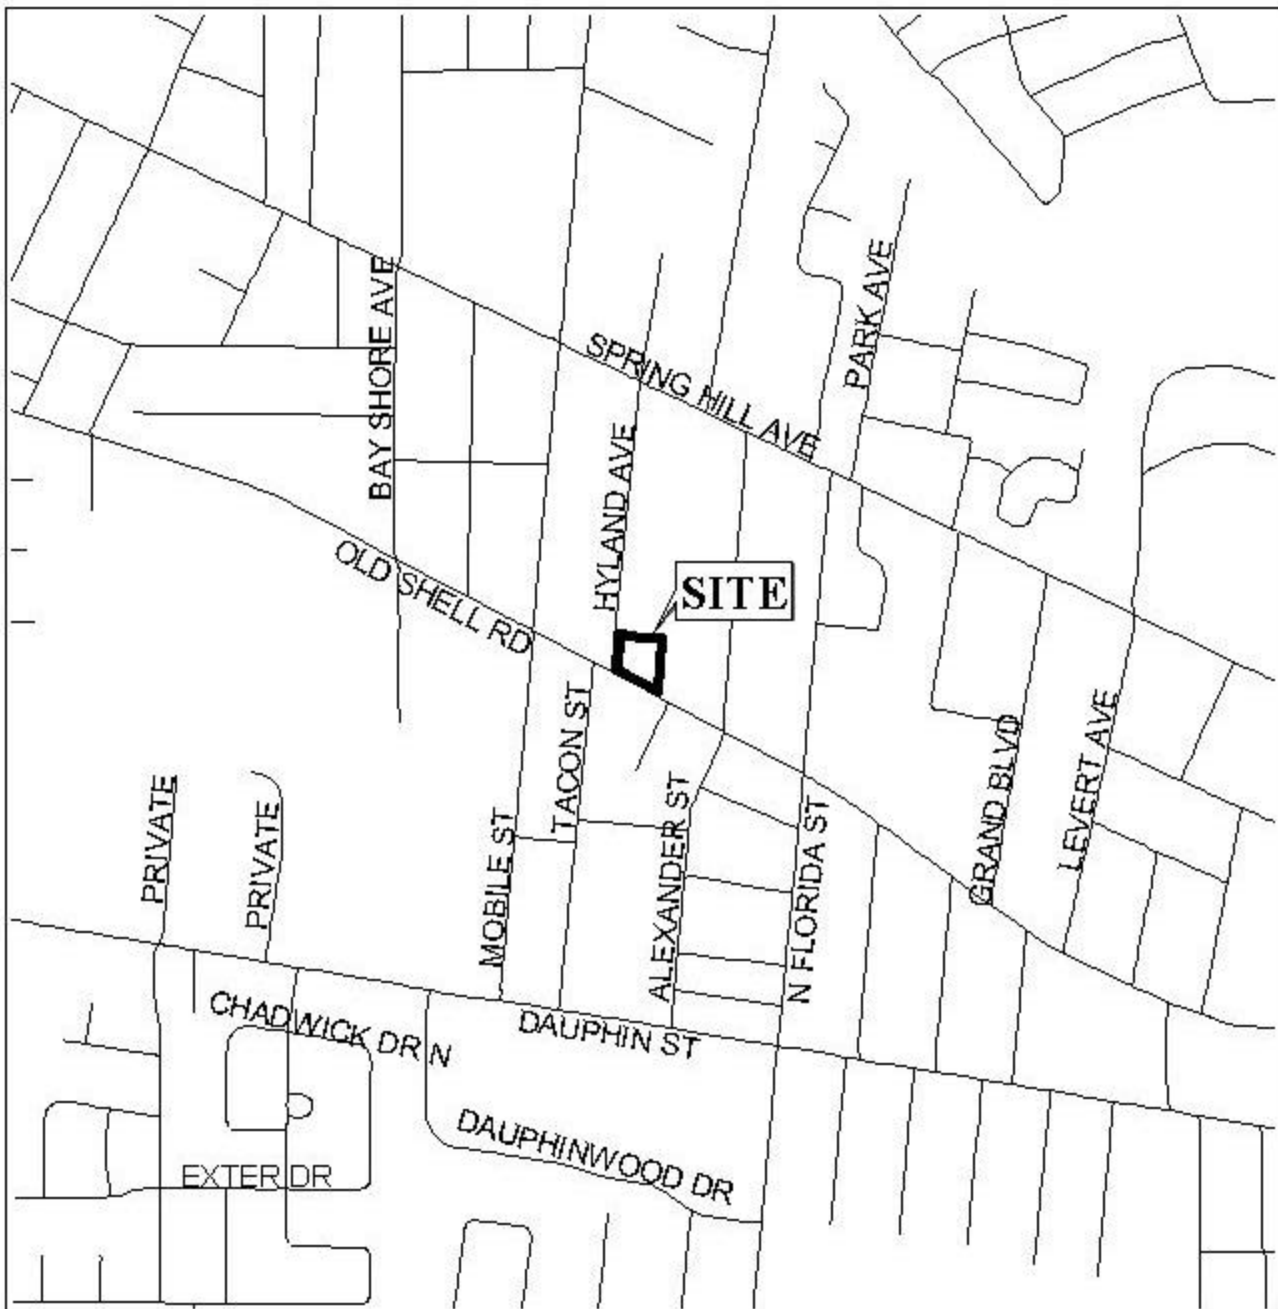 BAY SHORE AVE
SPRING HILL AVE
PARK AVE
HYLAND AVE
OLD SHELL RD
SITE
TACON ST
MOBILE ST
ALEXANDER ST
N FLORIDA ST
GRAND BLVD
LEVERT AVE
PRIVATE
PRIVATE
CHADWICK DR N
DAUPHIN ST
DAUPHINWOOD DR
EXTER DR